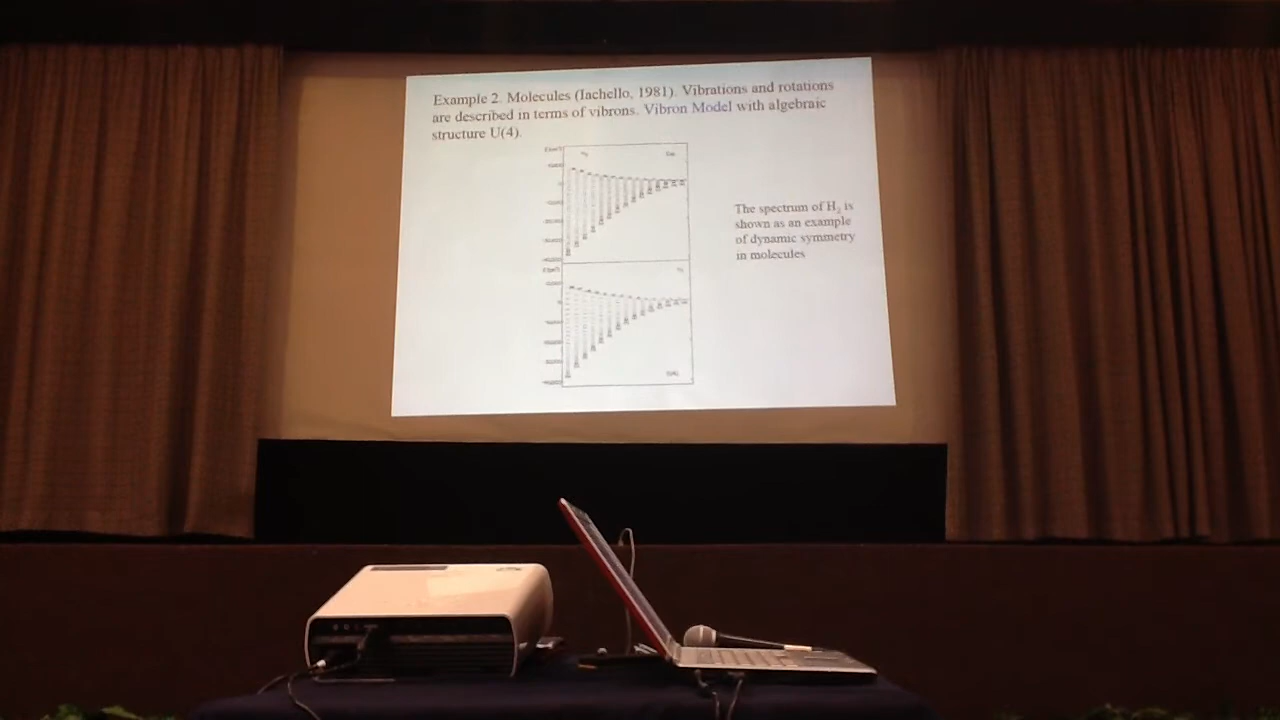 Example 2. Molecules (Iachello, 1981). Vibrations and rotations
are described in terms of vibrons. Vibron Model with algebraic
structure U(4).
The spectrum of H₂ is
shown as an example
of dynamic symmetry
in molecules